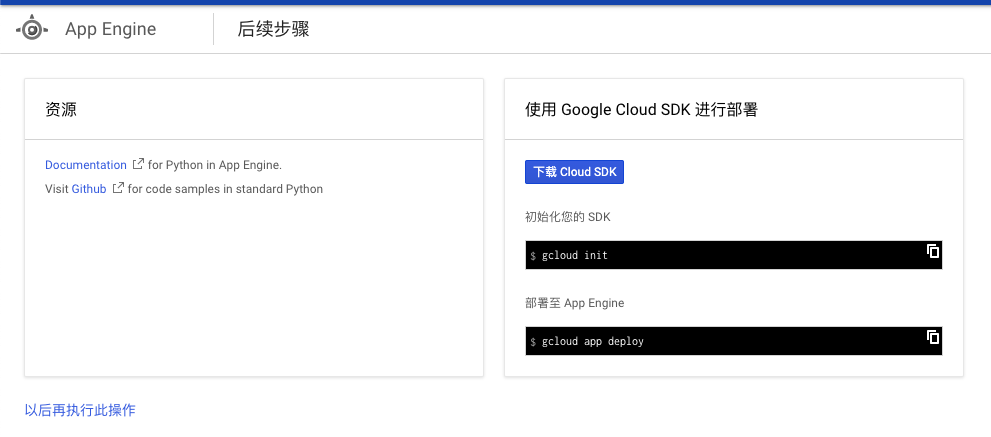 App Engine
后续步骤
资源
Documentation for Python in App Engine.
Visit Github for code samples in standard Python
使用 Google Cloud SDK 进行部署
下载 Cloud SDK
初始化您的 SDK
$ gcloud init
部署至 App Engine
$ gcloud app deploy
以后再执行此操作